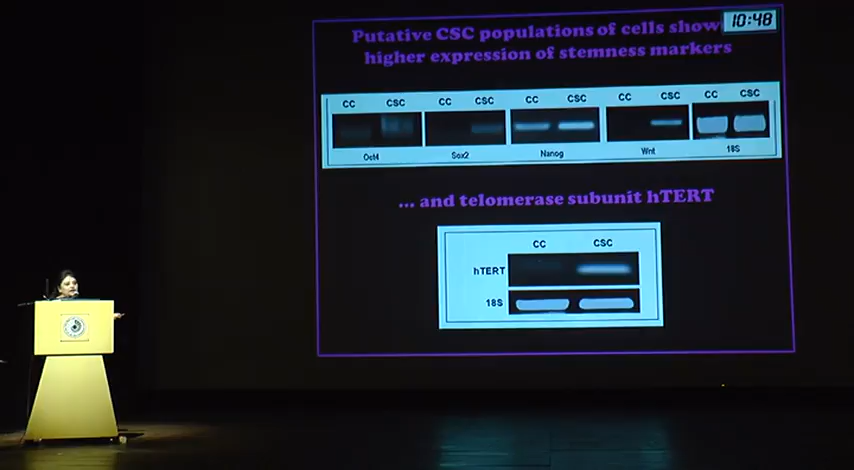 10:48
Putative CSC populations of cells show
higher expression of stemness markers
CC CSC CC CSC CC CSC CC CSC CC CSC
Oct4 Sox2 Nanog Wnt 18S
... and telomerase subunit hTERT
CC CSC
hTERT
18S